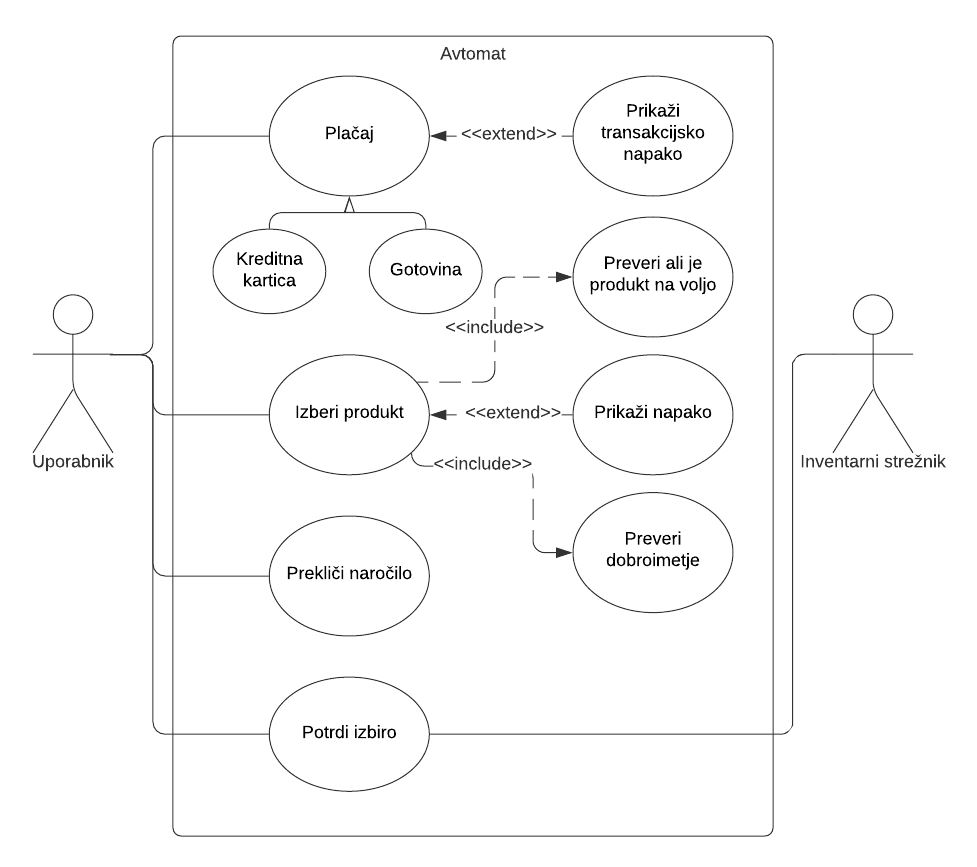 Avtomat
Plačaj
<<extend>>
Prikaži
transakcijsko
napako
Kreditna
kartica
Gotovina
Preveri ali je
produkt na voljo
<<include>>
Izberi produkt
<<extend>>
Prikaži napako
Uporabnik
<<include>>
Inventarni strežnik
Preveri
dobroimetje
Prekliči naročilo
Potrdi izbiro